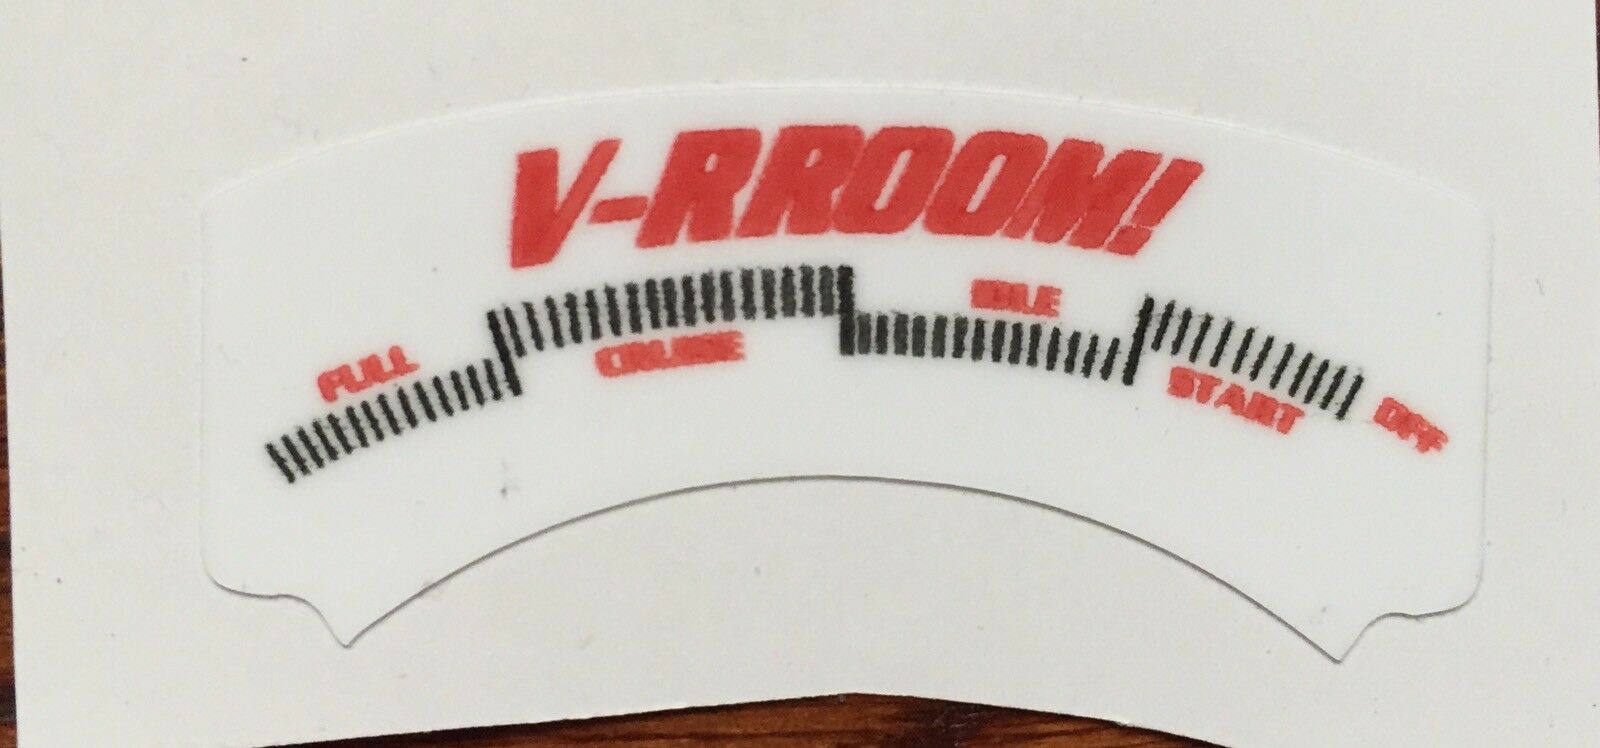 V-RROOM!
FULL CRUISE IDLE START OFF